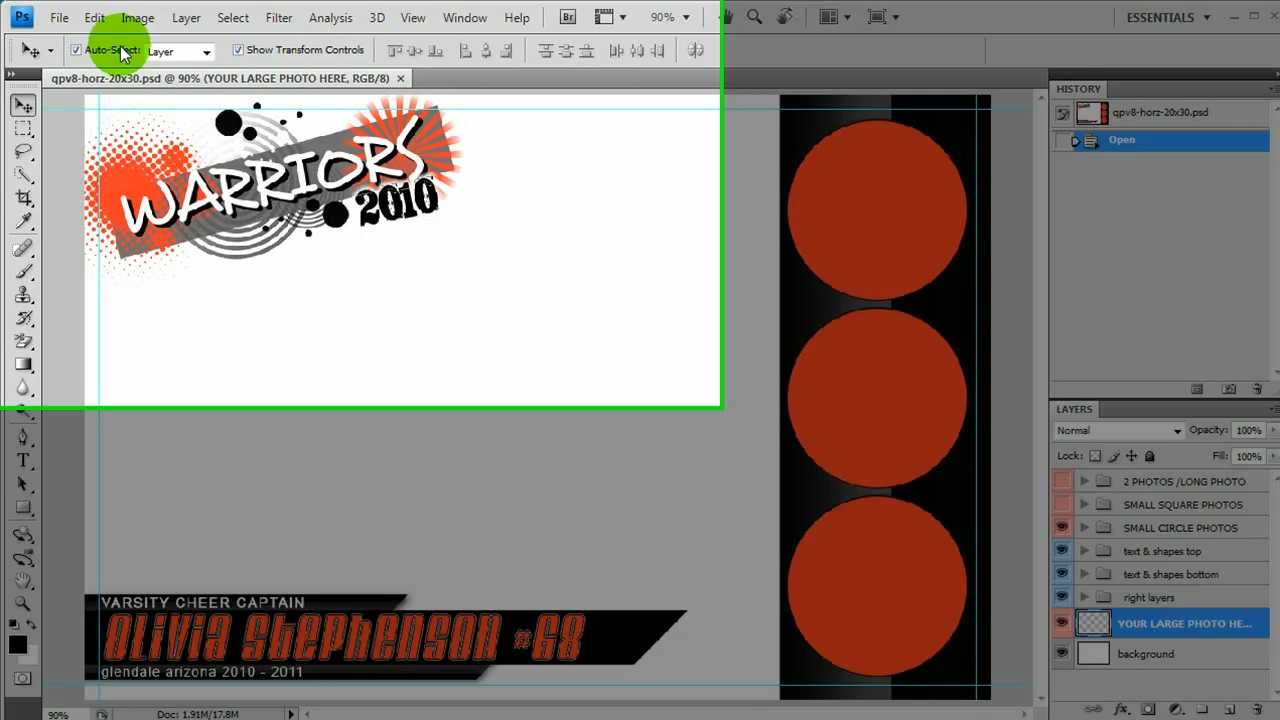 Ps File Edit Image Layer Select Filter Analysis 3D View Window Help Br 90% ESSENTIALS
Auto-Select: Layer Show Transform Controls
qpv8-horz-20x30.psd @ 90% (YOUR LARGE PHOTO HERE, RGB/8) ×
HISTORY
qpv8-horz-20x30.psd
Open
WARRIORS
2010
LAYERS
Normal Opacity: 100%
Lock: Fill: 100%
2 PHOTOS /LONG PHOTO
SMALL SQUARE PHOTOS
SMALL CIRCLE PHOTOS
text & shapes top
text & shapes bottom
right layers
YOUR LARGE PHOTO HE...
background
VARSITY CHEER CAPTAIN
Olivia Stephenson #68
glendale arizona 2010 - 2011
90% Doc: 1.91M/17.8M